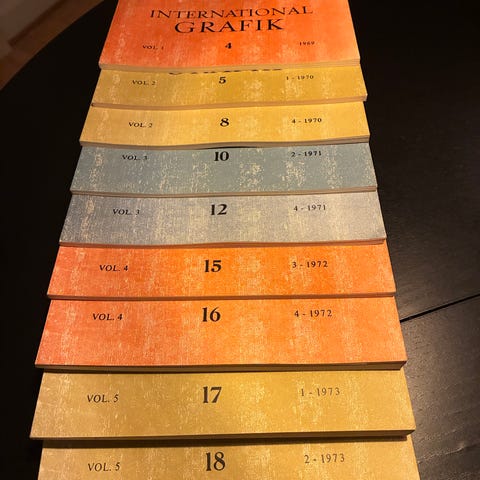 INTERNATIONAL
GRAFIK
VOL. 1 4 1969
VOL. 2 5 1 - 1970
VOL. 2 8 4 - 1970
VOL. 3 10 2 - 1971
VOL. 3 12 4 - 1971
VOL. 4 15 3 - 1972
VOL. 4 16 4 - 1972
VOL. 5 17 1 - 1973
VOL. 5 18 2 - 1973